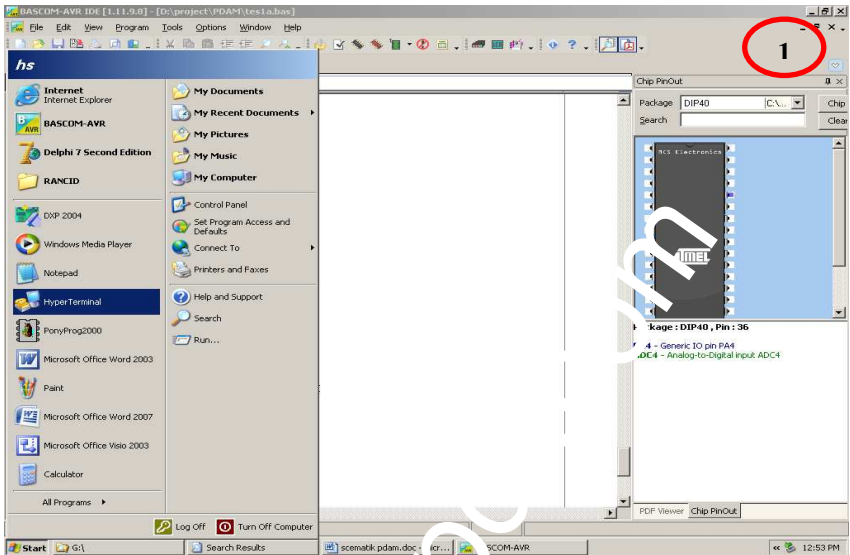 BASCOM-AVR IDE [1.11.9.8] - [D:\project\PDAM\tes1a.bas]
File Edit View Program Tools Options Window Help
1
hs
Internet
Internet Explorer
BASCOM-AVR
Delphi 7 Second Edition
RANCID
DXP 2004
Windows Media Player
Notepad
HyperTerminal
PonyProg2000
Microsoft Office Word 2003
Paint
Microsoft Office Word 2007
Microsoft Office Visio 2003
Calculator
All Programs
My Documents
My Recent Documents
My Pictures
My Music
My Computer
Control Panel
Set Program Access and
Defaults
Connect To
Printers and Faxes
Help and Support
Search
Run...
Log Off Turn Off Computer
Chip PinOut
Package DIP40 C:\... Chip
Search Clear
MCS Electronics
Package : DIP40 , Pin : 36
- Generic IO pin PA4
ADC4 - Analog-to-Digital input ADC4
PDF Viewer Chip PinOut
Start G:\ Search Results scematik pdam.doc - BASCOM-AVR 12:53 PM